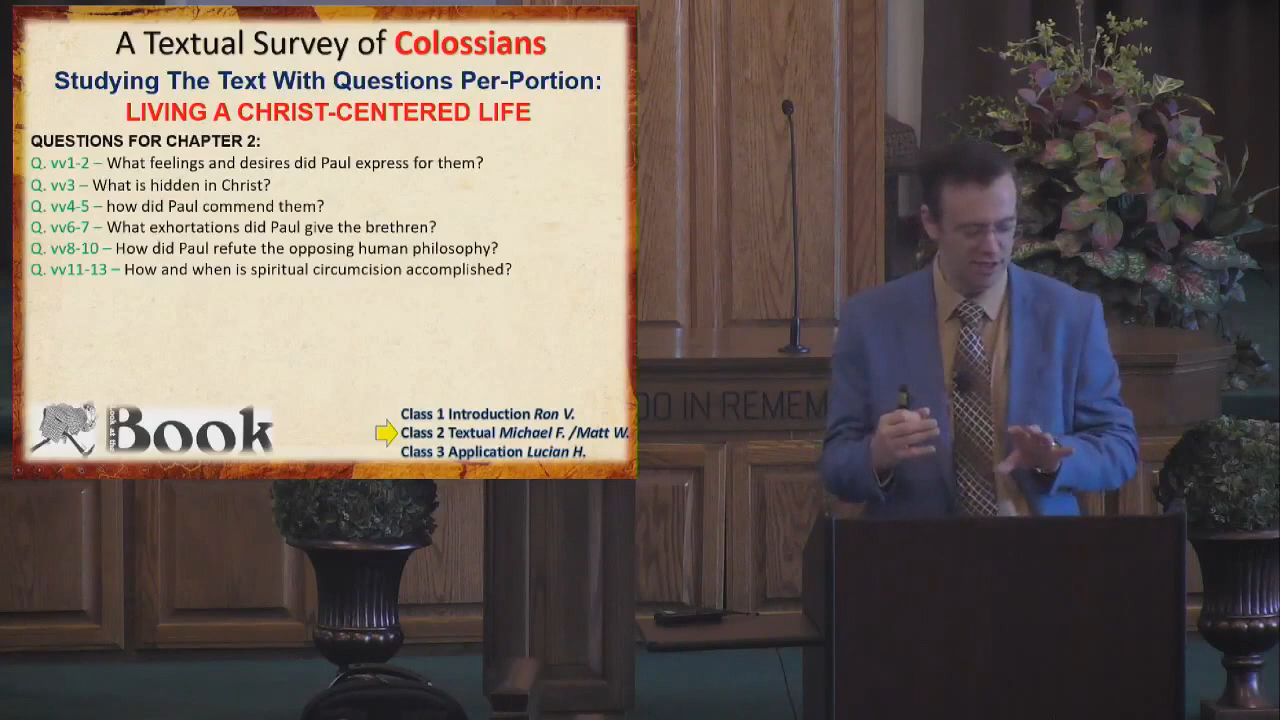 A Textual Survey of Colossians
Studying The Text With Questions Per-Portion:
LIVING A CHRIST-CENTERED LIFE
QUESTIONS FOR CHAPTER 2:
Q. vv1-2 – What feelings and desires did Paul express for them?
Q. vv3 – What is hidden in Christ?
Q. vv4-5 – how did Paul commend them?
Q. vv6-7 – What exhortations did Paul give the brethren?
Q. vv8-10 – How did Paul refute the opposing human philosophy?
Q. vv11-13 – How and when is spiritual circumcision accomplished?
Book
Class 1 Introduction Ron V.
Class 2 Textual Michael F. /Matt W.
Class 3 Application Lucian H.
DO IN REMEM